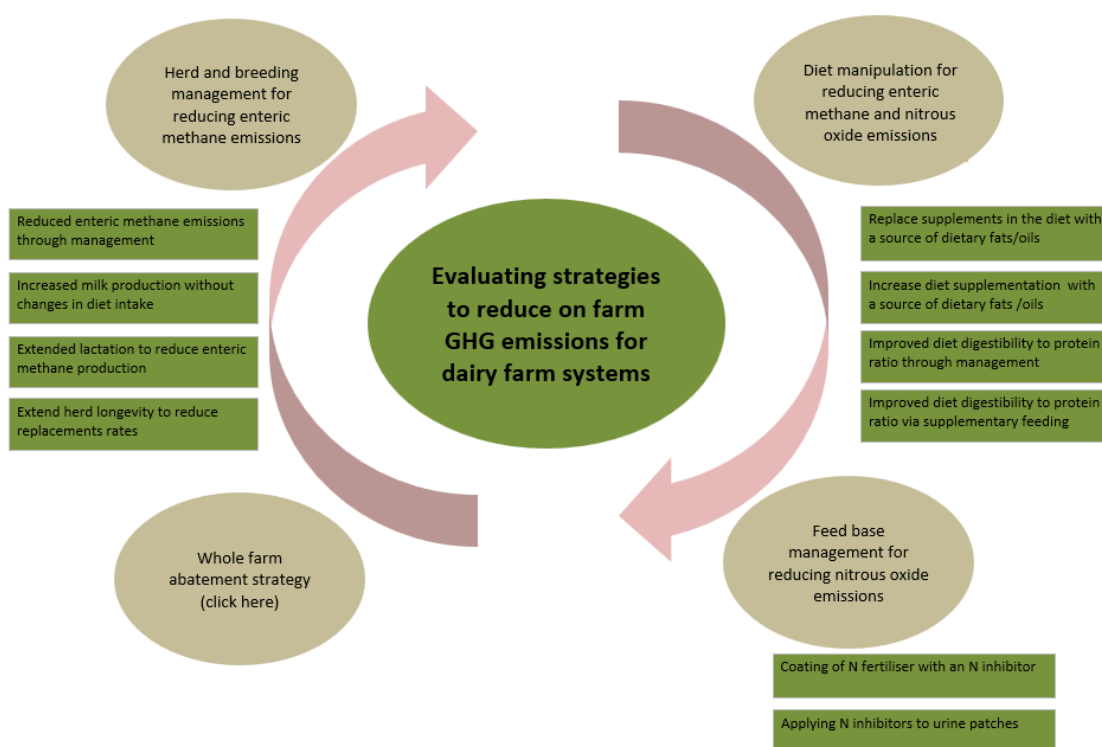 Herd and breeding
management for
reducing enteric
methane emissions
Diet manipulation for
reducing enteric
methane and nitrous
oxide emissions
Reduced enteric methane emissions
through management
Increased milk production without
changes in diet intake
Extended lactation to reduce enteric
methane production
Extend herd longevity to reduce
replacements rates
Evaluating strategies
to reduce on farm
GHG emissions for
dairy farm systems
Replace supplements in the diet with
a source of dietary fats/oils
Increase diet supplementation with
a source of dietary fats /oils
Improved diet digestibility to protein
ratio through management
Improved diet digestibility to protein
ratio via supplementary feeding
Whole farm
abatement strategy
(click here)
Feed base
management for
reducing nitrous oxide
emissions
Coating of N fertiliser with an N inhibitor
Applying N inhibitors to urine patches